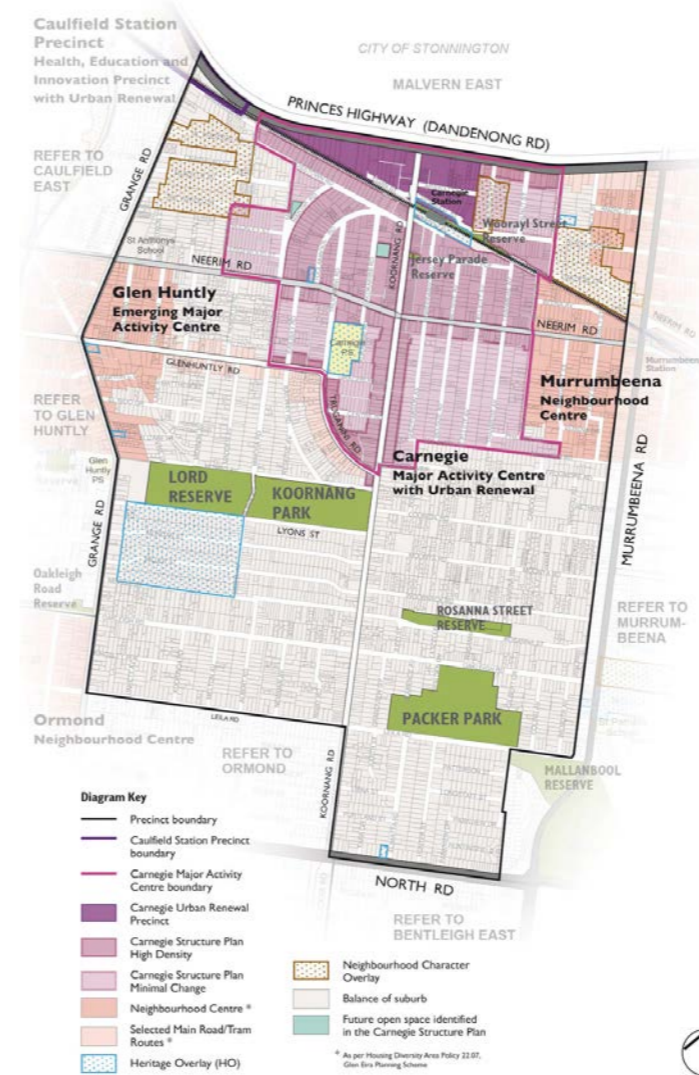 Caulfield Station
Precinct
Health, Education and
Innovation Precinct
with Urban Renewal
CITY OF STONNINGTON
MALVERN EAST
PRINCES HIGHWAY (DANDENONG RD)
REFER TO
CAULFIELD
EAST
GRANGE RD
Carnegie
Station
Woorayl Street
Reserve
St Anthonys
School
KOORNANG RD
Jersey Parade
Reserve
NEERIM RD
Glen Huntly
Emerging Major
Activity Centre
NEERIM RD
NEERIM RD
Carnegie
PS
Murrumbeena
Station
GLENHUNTLY RD
Murrumbeena
Neighbourhood
Centre
REFER
TO GLEN
HUNTLY
TRUGANINI RD
Carnegie
Major Activity Centre
with Urban Renewal
Glen
Huntly
PS
LORD
RESERVE
KOORNANG
PARK
MURRUMBEENA RD
LYONS ST
GRANGE RD
Oakleigh
Road
Reserve
ROSANNA STREET
RESERVE
REFER TO
MURRUM-
BEENA
PACKER PARK
Ormond
Neighbourhood Centre
LEILA RD
REFER TO
ORMOND
KOORNANG RD
MALLANBOOL
RESERVE
NORTH RD
REFER TO
BENTLEIGH EAST
Diagram Key
Precinct boundary
Caulfield Station Precinct
boundary
Carnegie Major Activity
Centre boundary
Carnegie Urban Renewal
Precinct
Carnegie Structure Plan
High Density
Carnegie Structure Plan
Minimal Change
Neighbourhood Centre *
Selected Main Road/Tram
Routes *
Heritage Overlay (HO)
Neighbourhood Character
Overlay
Balance of suburb
Future open space identified
in the Carnegie Structure Plan
* As per Housing Diversity Area Policy 22.07,
Glen Eira Planning Scheme